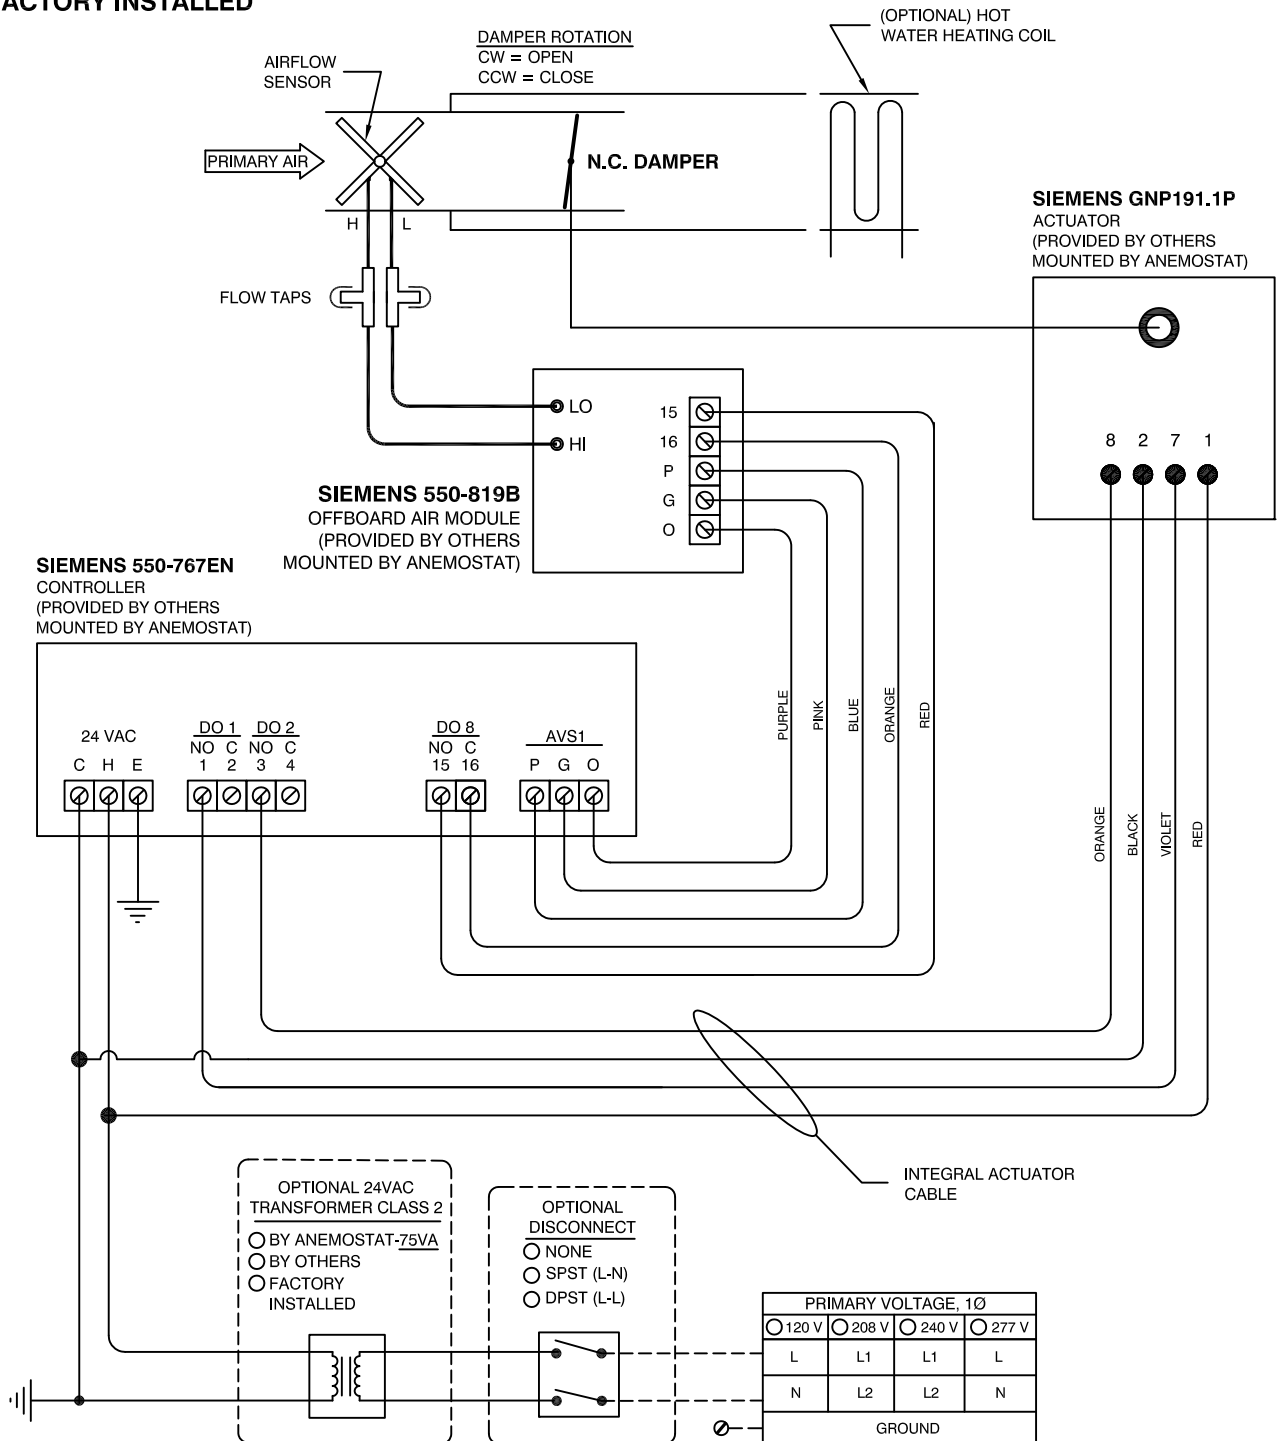 ACTORY INSTALLED
(OPTIONAL) HOT
WATER HEATING COIL
DAMPER ROTATION
CW = OPEN
CCW = CLOSE
AIRFLOW
SENSOR
PRIMARY AIR
N.C. DAMPER
H L
FLOW TAPS
SIEMENS GNP191.1P
ACTUATOR
(PROVIDED BY OTHERS
MOUNTED BY ANEMOSTAT)
8 2 7 1
LO
HI
15
16
P
G
O
SIEMENS 550-819B
OFFBOARD AIR MODULE
(PROVIDED BY OTHERS
MOUNTED BY ANEMOSTAT)
SIEMENS 550-767EN
CONTROLLER
(PROVIDED BY OTHERS
MOUNTED BY ANEMOSTAT)
24 VAC
C H E
DO 1 DO 2
NO C NO C
1 2 3 4
DO 8
NO C
15 16
AVS1
P G O
PURPLE
PINK
BLUE
ORANGE
RED
ORANGE
BLACK
VIOLET
RED
INTEGRAL ACTUATOR
CABLE
OPTIONAL 24VAC
TRANSFORMER CLASS 2
BY ANEMOSTAT-75VA
BY OTHERS
FACTORY
INSTALLED
OPTIONAL
DISCONNECT
NONE
SPST (L-N)
DPST (L-L)
PRIMARY VOLTAGE, 1Ø
120 V 208 V 240 V 277 V
L L1 L1 L
N L2 L2 N
GROUND